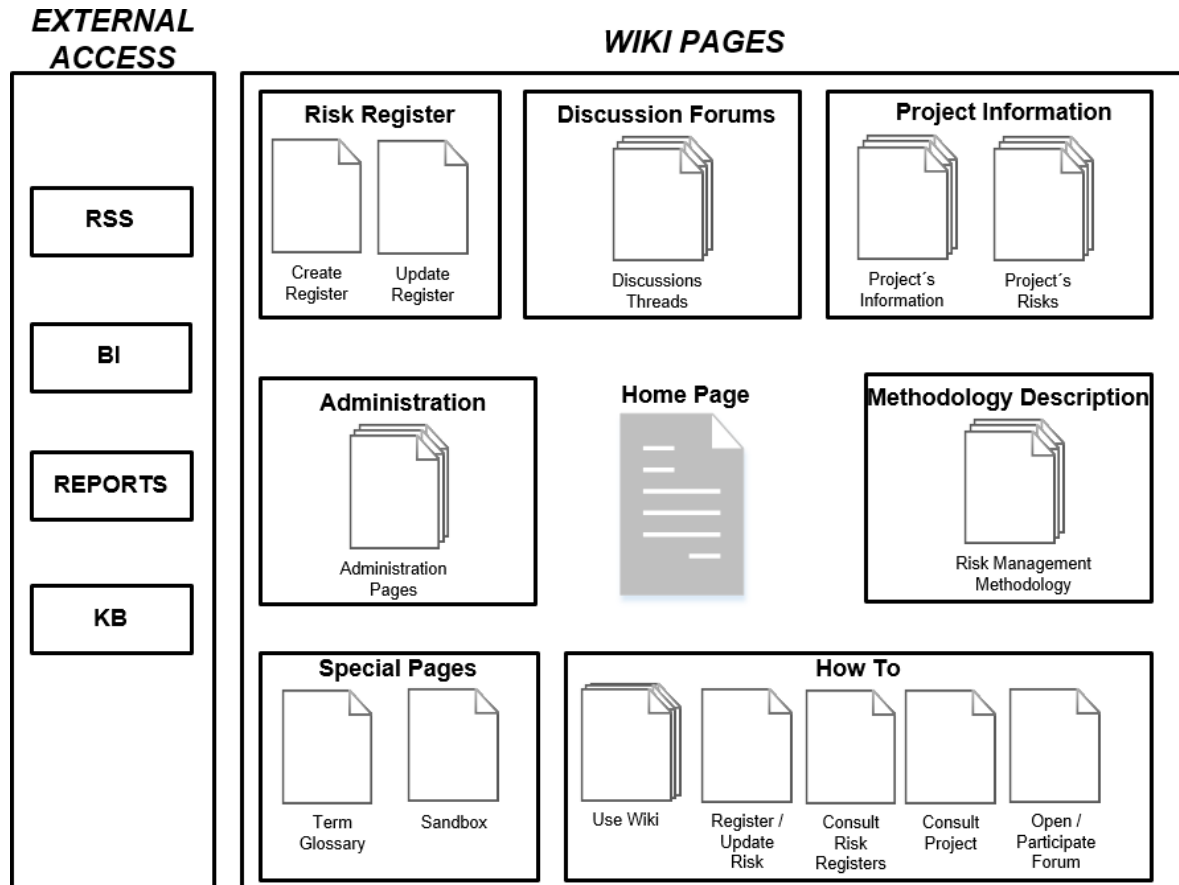 EXTERNAL
ACCESS
WIKI PAGES
RSS
BI
REPORTS
KB
Risk Register
Create
Register
Update
Register
Discussion Forums
Discussions
Threads
Project Information
Project´s
Information
Project´s
Risks
Administration
Administration
Pages
Home Page
Methodology Description
Risk Management
Methodology
Special Pages
Term
Glossary
Sandbox
How To
Use Wiki
Register /
Update
Risk
Consult
Risk
Registers
Consult
Project
Open /
Participate
Forum